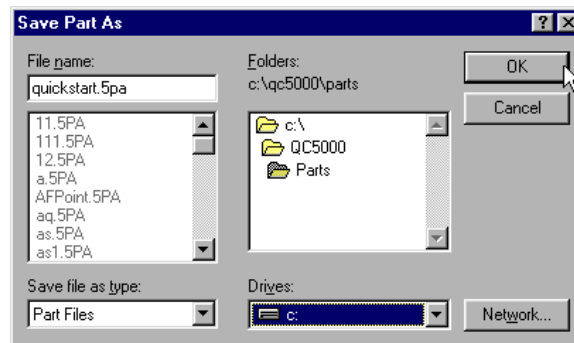 Save Part As
File name:
quickstart.5pa
11.5PA
111.5PA
12.5PA
a.5PA
AFPoint.5PA
aq.5PA
as.5PA
as1.5PA
Save file as type:
Part Files
Folders:
c:\qc5000\parts
c:\
QC5000
Parts
Drives:
c:
OK
Cancel
Network...